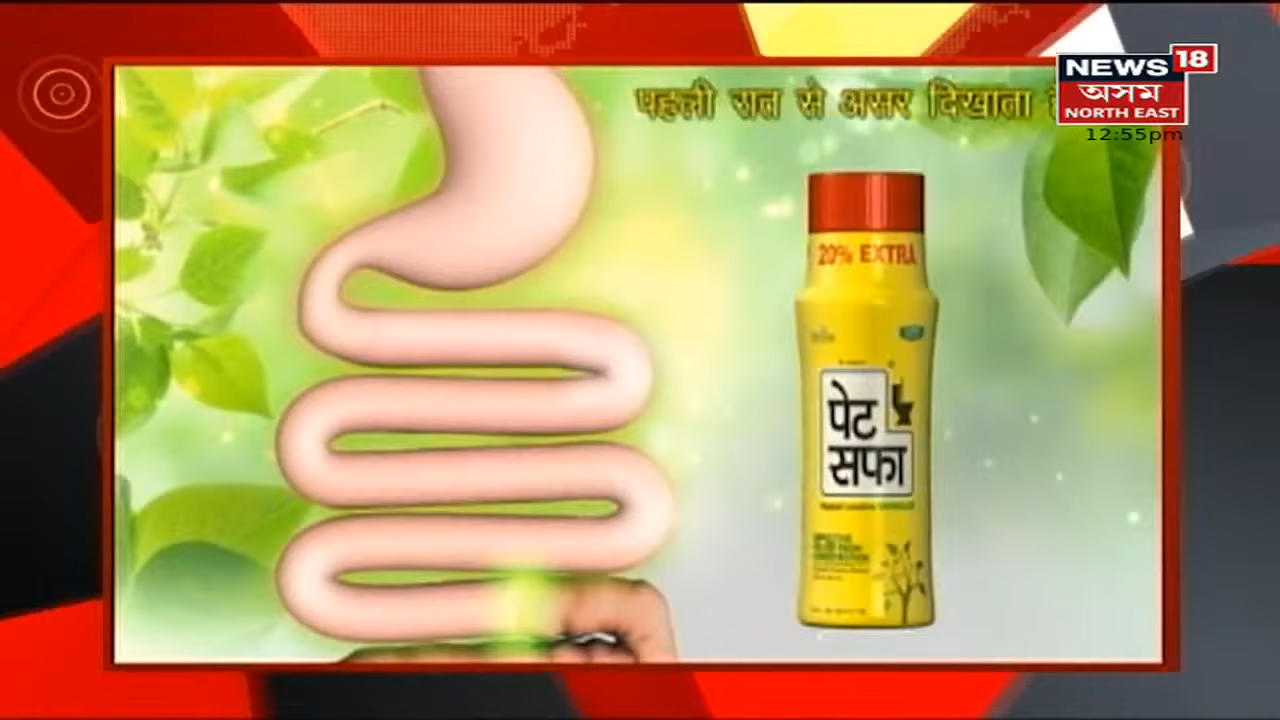 पहली रात से असर दिखाता
NEWS 18
অসম
NORTH EAST
12:55pm
20% EXTRA
पेट
सफा